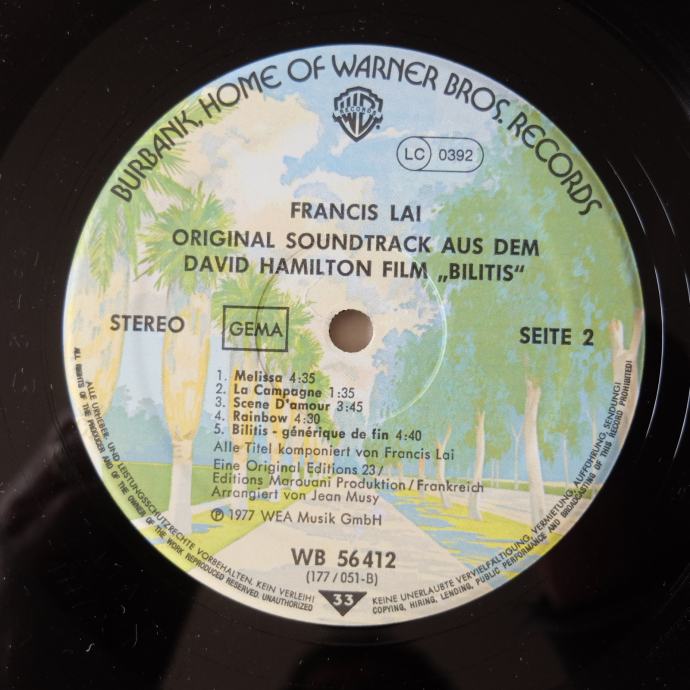 BURBANK, HOME OF WARNER BROS. RECORDS
RECORDS
LC 0392
FRANCIS LAI
ORIGINAL SOUNDTRACK AUS DEM
DAVID HAMILTON FILM „BILITIS“
STEREO
GEMA
SEITE 2
1. Melissa 4:35
2. La Campagne 1:35
3. Scene D'amour 3:45
4. Rainbow 4:30
5. Bilitis - générique de fin 4:40
Alle Titel komponiert von Francis Lai
Eine Original Editions 23/
Editions Marouani Produktion/Frankreich
Arrangiert von Jean Musy
℗ 1977 WEA Musik GmbH
WB 56 412
(177/051-B)
33
ALLE URHEBER- UND LEISTUNGSSCHUTZRECHTE VORBEHALTEN. KEIN VERLEIH! KEINE UNERLAUBTE VERVIELFÄLTIGUNG, VERMIETUNG, AUFFÜHRUNG, SENDUNG!
ALL RIGHTS OF THE PRODUCER AND OF THE OWNER OF THE WORK REPRODUCED RESERVED. UNAUTHORIZED COPYING, HIRING, LENDING, PUBLIC PERFORMANCE AND BROADCASTING OF THIS RECORD PROHIBITED!